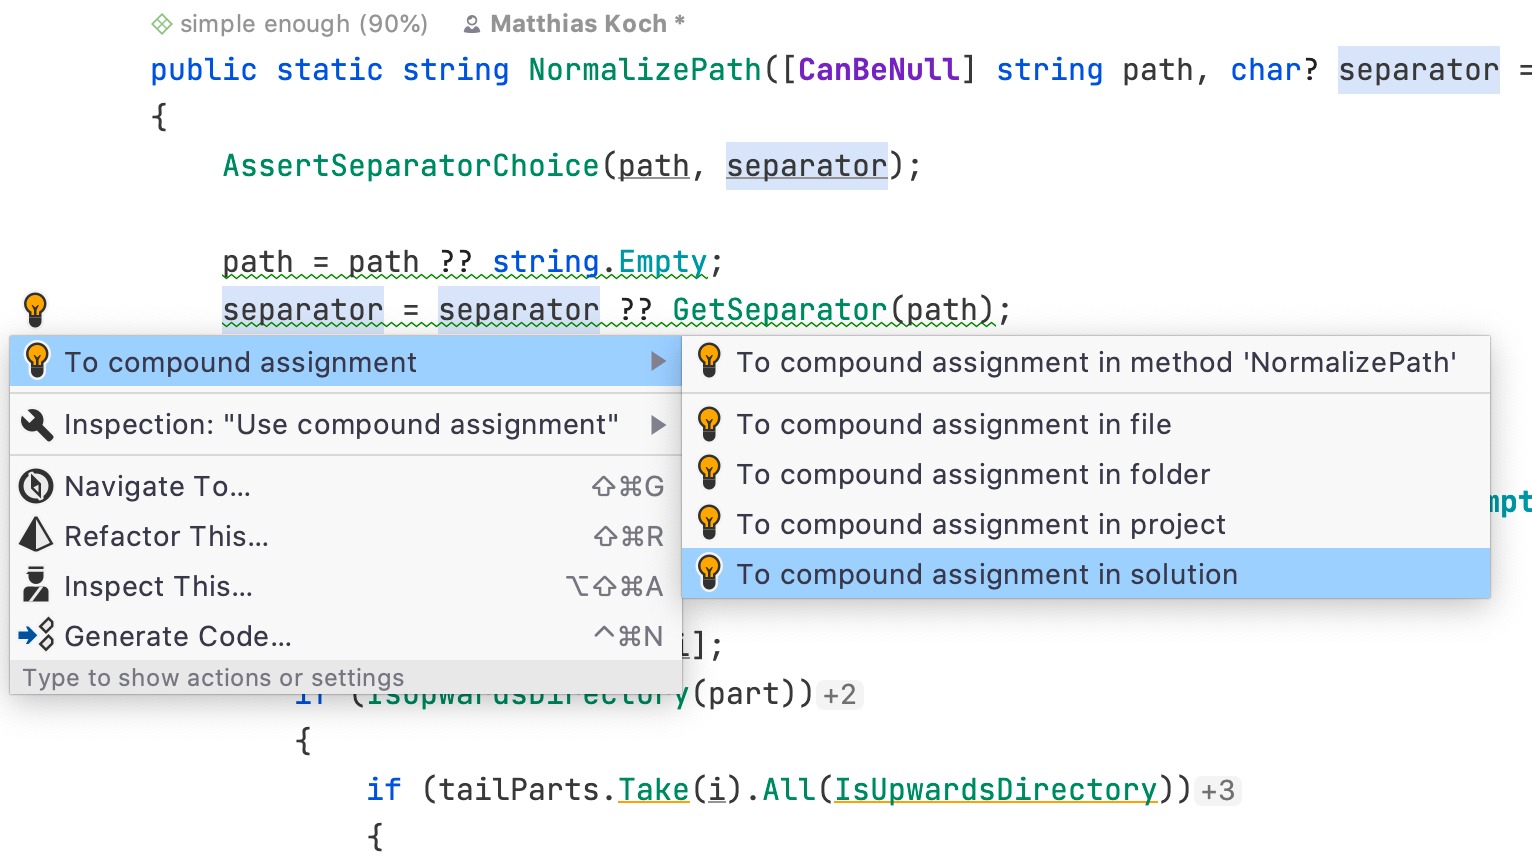 simple enough (90%) Matthias Koch *
public static string NormalizePath([CanBeNull] string path, char? separator =
{
AssertSeparatorChoice(path, separator);
path = path ?? string.Empty;
separator = separator ?? GetSeparator(path);
To compound assignment
Inspection: "Use compound assignment"
Navigate To... ⇧⌘G
Refactor This... ⇧⌘R
Inspect This... ⌥⇧⌘A
Generate Code... ^⌘N
Type to show actions or settings
To compound assignment in method 'NormalizePath'
To compound assignment in file
To compound assignment in folder
To compound assignment in project
To compound assignment in solution
mpt
i];
if (IsUpwardsDirectory(part)) +2
{
if (tailParts.Take(i).All(IsUpwardsDirectory)) +3
{